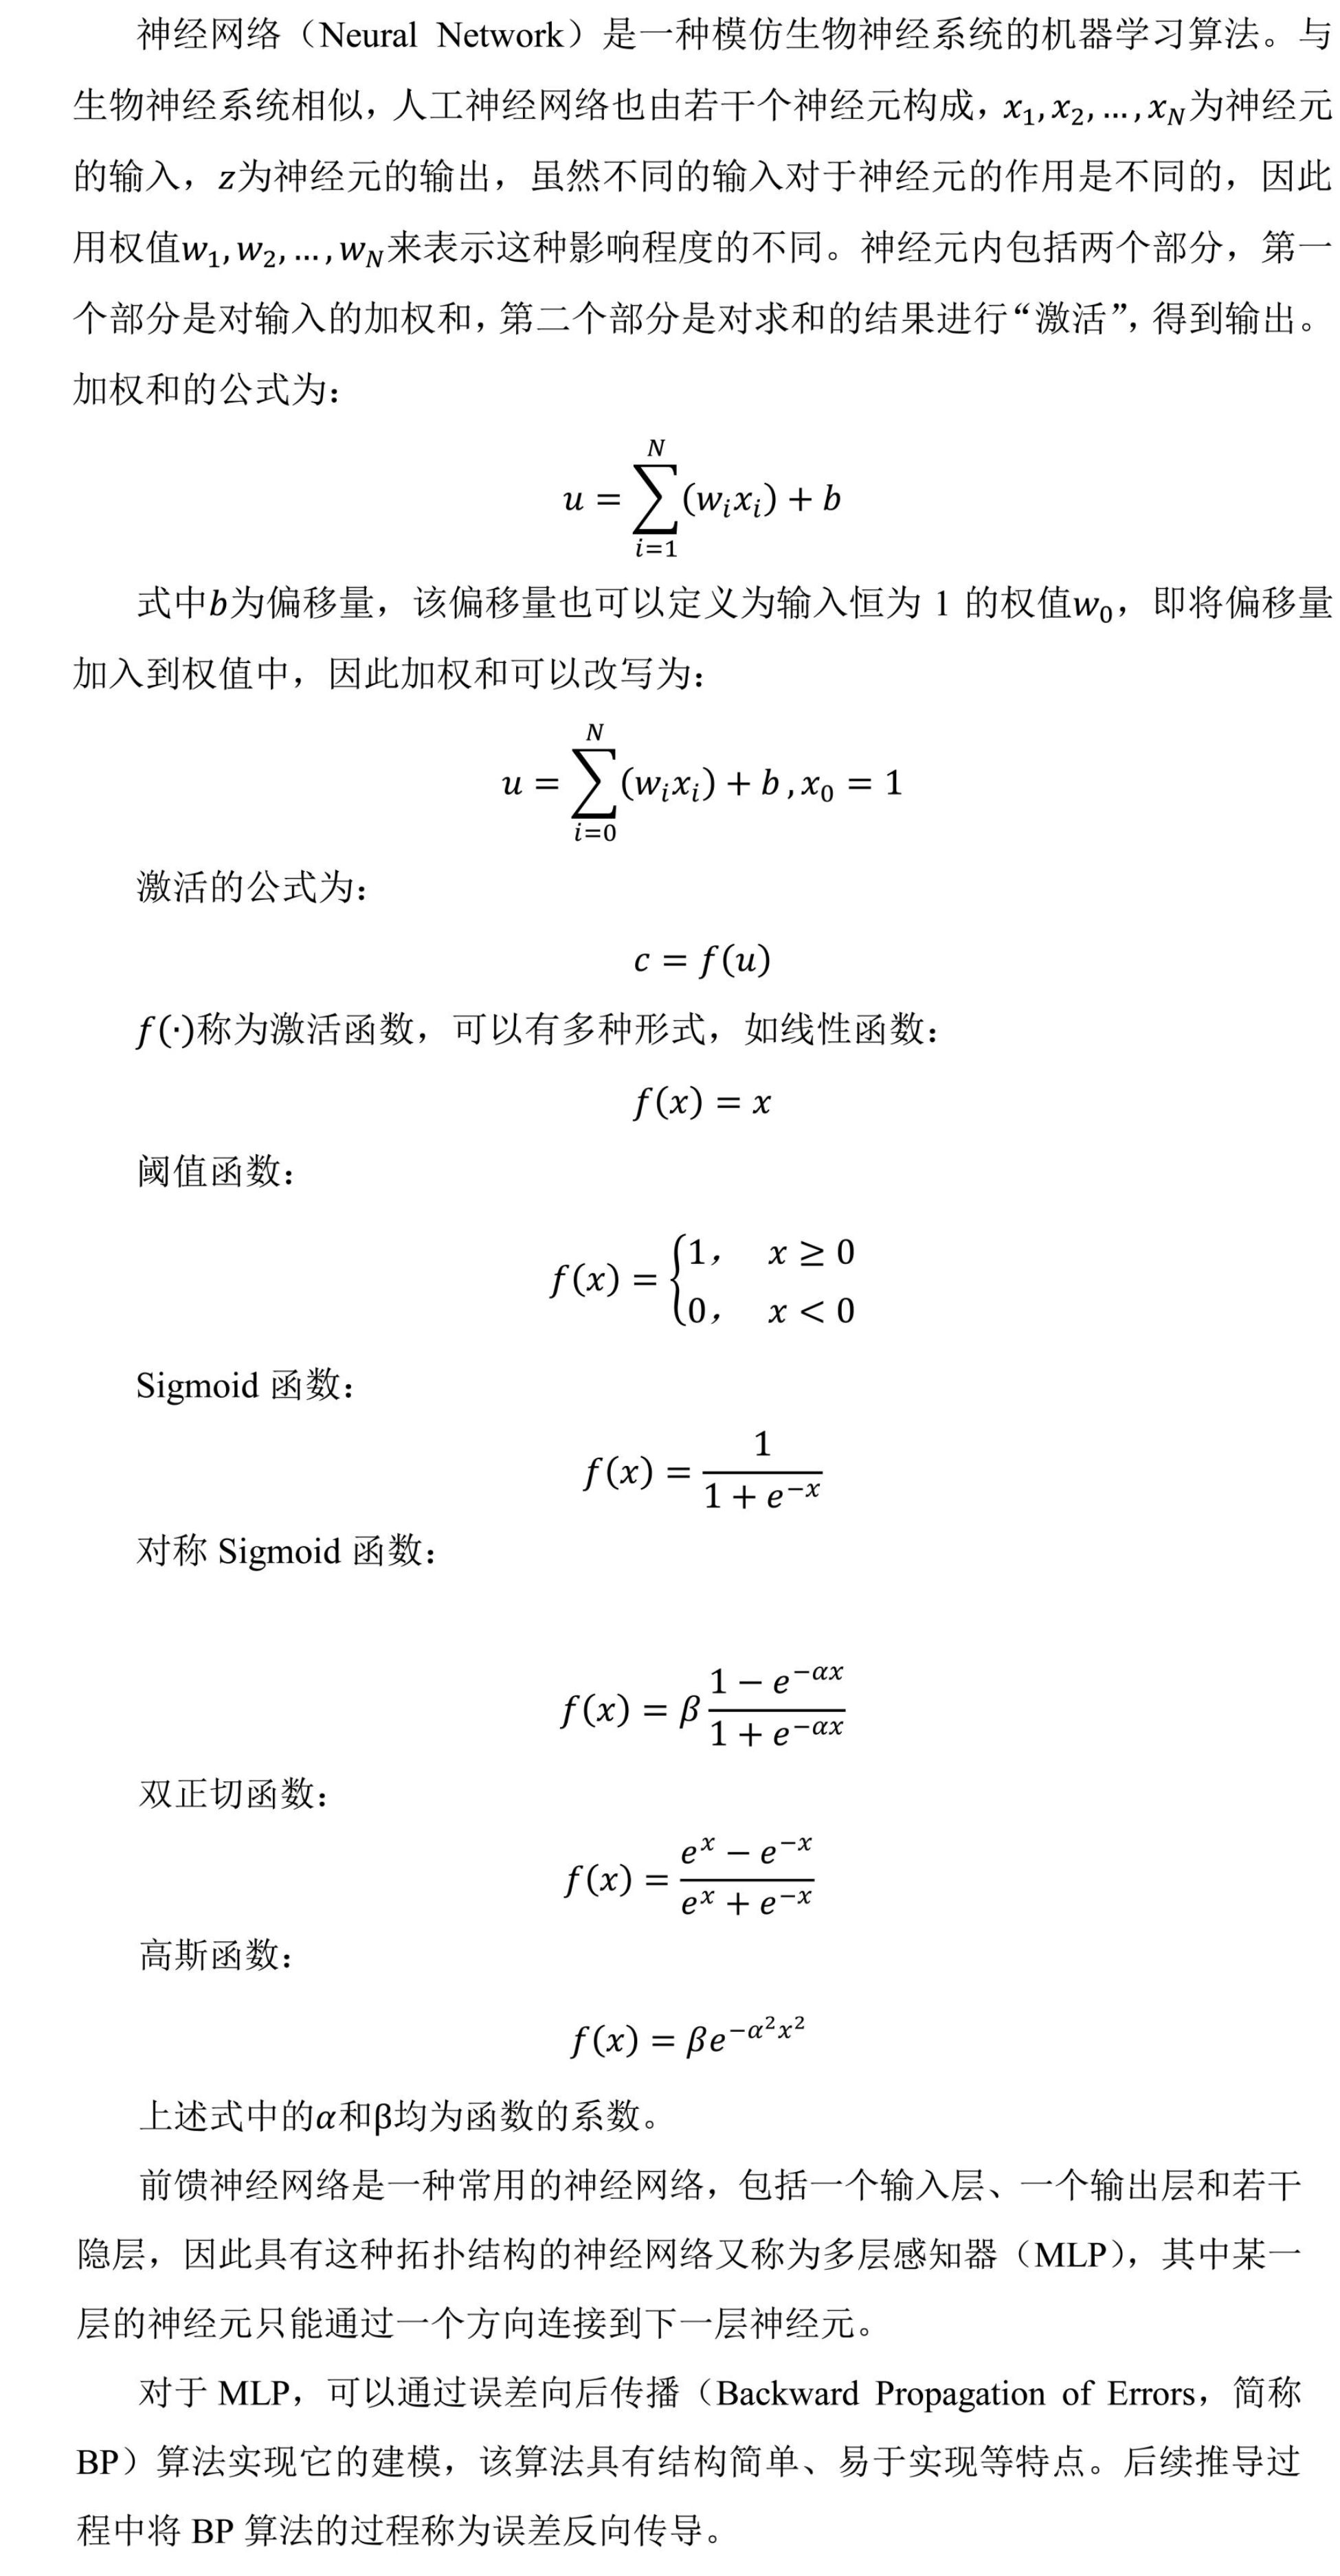 神经网络（Neural Network）是一种模仿生物神经系统的机器学习算法。与
生物神经系统相似，人工神经网络也由若干个神经元构成，x₁, x₂, …, x_N为神经元
的输入，z为神经元的输出，虽然不同的输入对于神经元的作用是不同的，因此
用权值w₁, w₂, …, w_N来表示这种影响程度的不同。神经元内包括两个部分，第一
个部分是对输入的加权和，第二个部分是对求和的结果进行“激活”，得到输出。
加权和的公式为：
u = \sum_{i=1}^{N} (w_i x_i) + b
式中b为偏移量，该偏移量也可以定义为输入恒为 1 的权值w₀，即将偏移量
加入到权值中，因此加权和可以改写为：
u = \sum_{i=0}^{N} (w_i x_i) + b , x_0 = 1
激活的公式为：
c = f(u)
f(·)称为激活函数，可以有多种形式，如线性函数：
f(x) = x
阈值函数：
f(x) = \begin{cases} 1， & x ≥ 0 \\ 0， & x < 0 \end{cases}
Sigmoid 函数：
f(x) = \frac{1}{1 + e^{-x}}
对称 Sigmoid 函数：
f(x) = β \frac{1 - e^{-αx}}{1 + e^{-αx}}
双正切函数：
f(x) = \frac{e^x - e^{-x}}{e^x + e^{-x}}
高斯函数：
f(x) = βe^{-α^2 x^2}
上述式中的α和β均为函数的系数。
前馈神经网络是一种常用的神经网络，包括一个输入层、一个输出层和若干
隐层，因此具有这种拓扑结构的神经网络又称为多层感知器（MLP），其中某一
层的神经元只能通过一个方向连接到下一层神经元。
对于 MLP，可以通过误差向后传播（Backward Propagation of Errors，简称
BP）算法实现它的建模，该算法具有结构简单、易于实现等特点。后续推导过
程中将 BP 算法的过程称为误差反向传导。